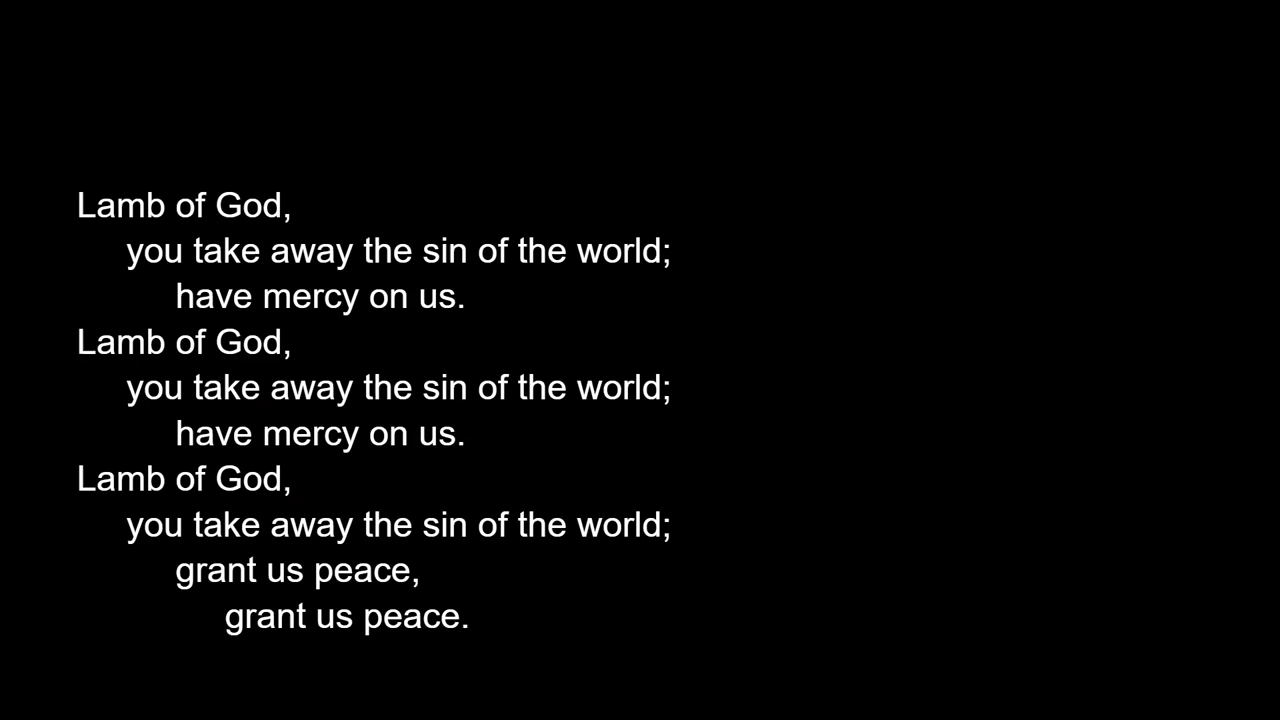 Lamb of God,
you take away the sin of the world;
have mercy on us.
Lamb of God,
you take away the sin of the world;
have mercy on us.
Lamb of God,
you take away the sin of the world;
grant us peace,
grant us peace.